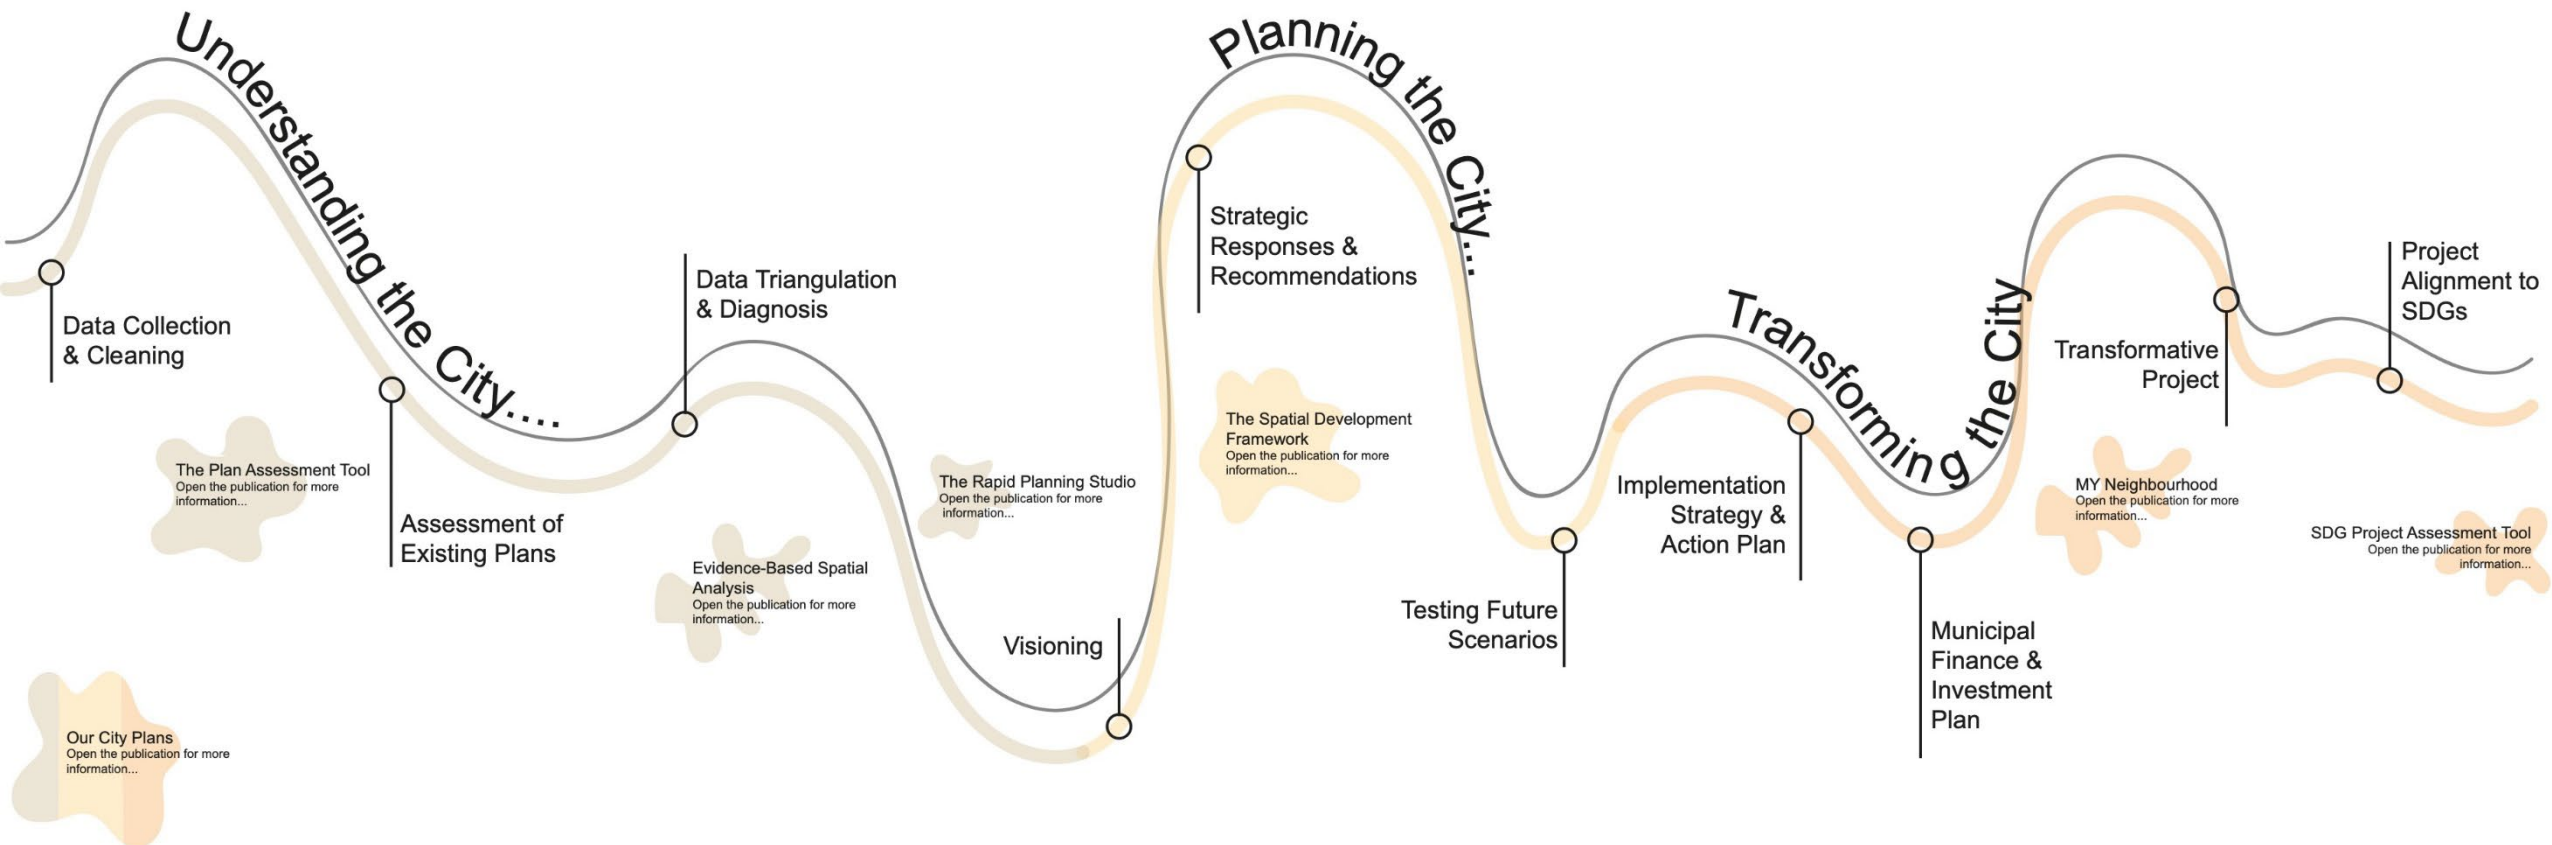 Understanding the City....
Data Collection
& Cleaning
The Plan Assessment Tool
Open the publication for more
information...
Our City Plans
Open the publication for more
information...
Assessment of
Existing Plans
Data Triangulation
& Diagnosis
Evidence-Based Spatial
Analysis
Open the publication for more
information...
The Rapid Planning Studio
Open the publication for more
information...
Visioning
Planning the City...
Strategic
Responses &
Recommendations
The Spatial Development
Framework
Open the publication for more
information...
Testing Future
Scenarios
Transforming the City
Implementation
Strategy &
Action Plan
Municipal
Finance &
Investment
Plan
Transformative
Project
MY Neighbourhood
Open the publication for more
information...
Project
Alignment to
SDGs
SDG Project Assessment Tool
Open the publication for more
information...